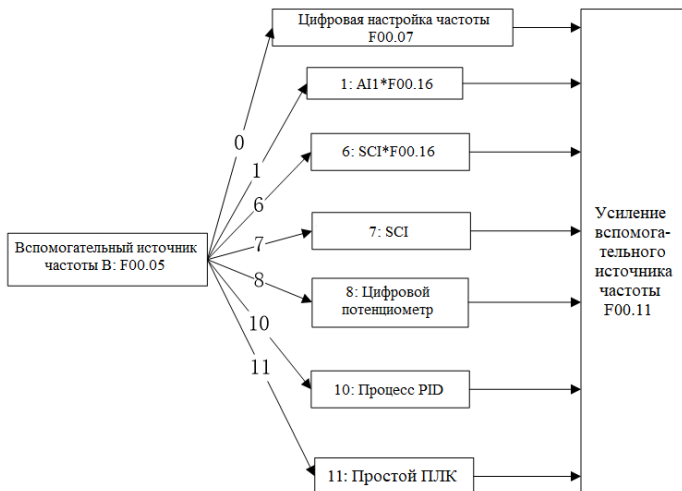 Цифровая настройка частоты
F00.07
1: AI1*F00.16
6: SCI*F00.16
7: SCI
8: Цифровой
потенциометр
10: Процесс PID
11: Простой ПЛК
0
1
6
7
8
10
11
Вспомогательный источник
частоты B: F00.05
Усиление
вспомога-
тельного
источника
частоты
F00.11